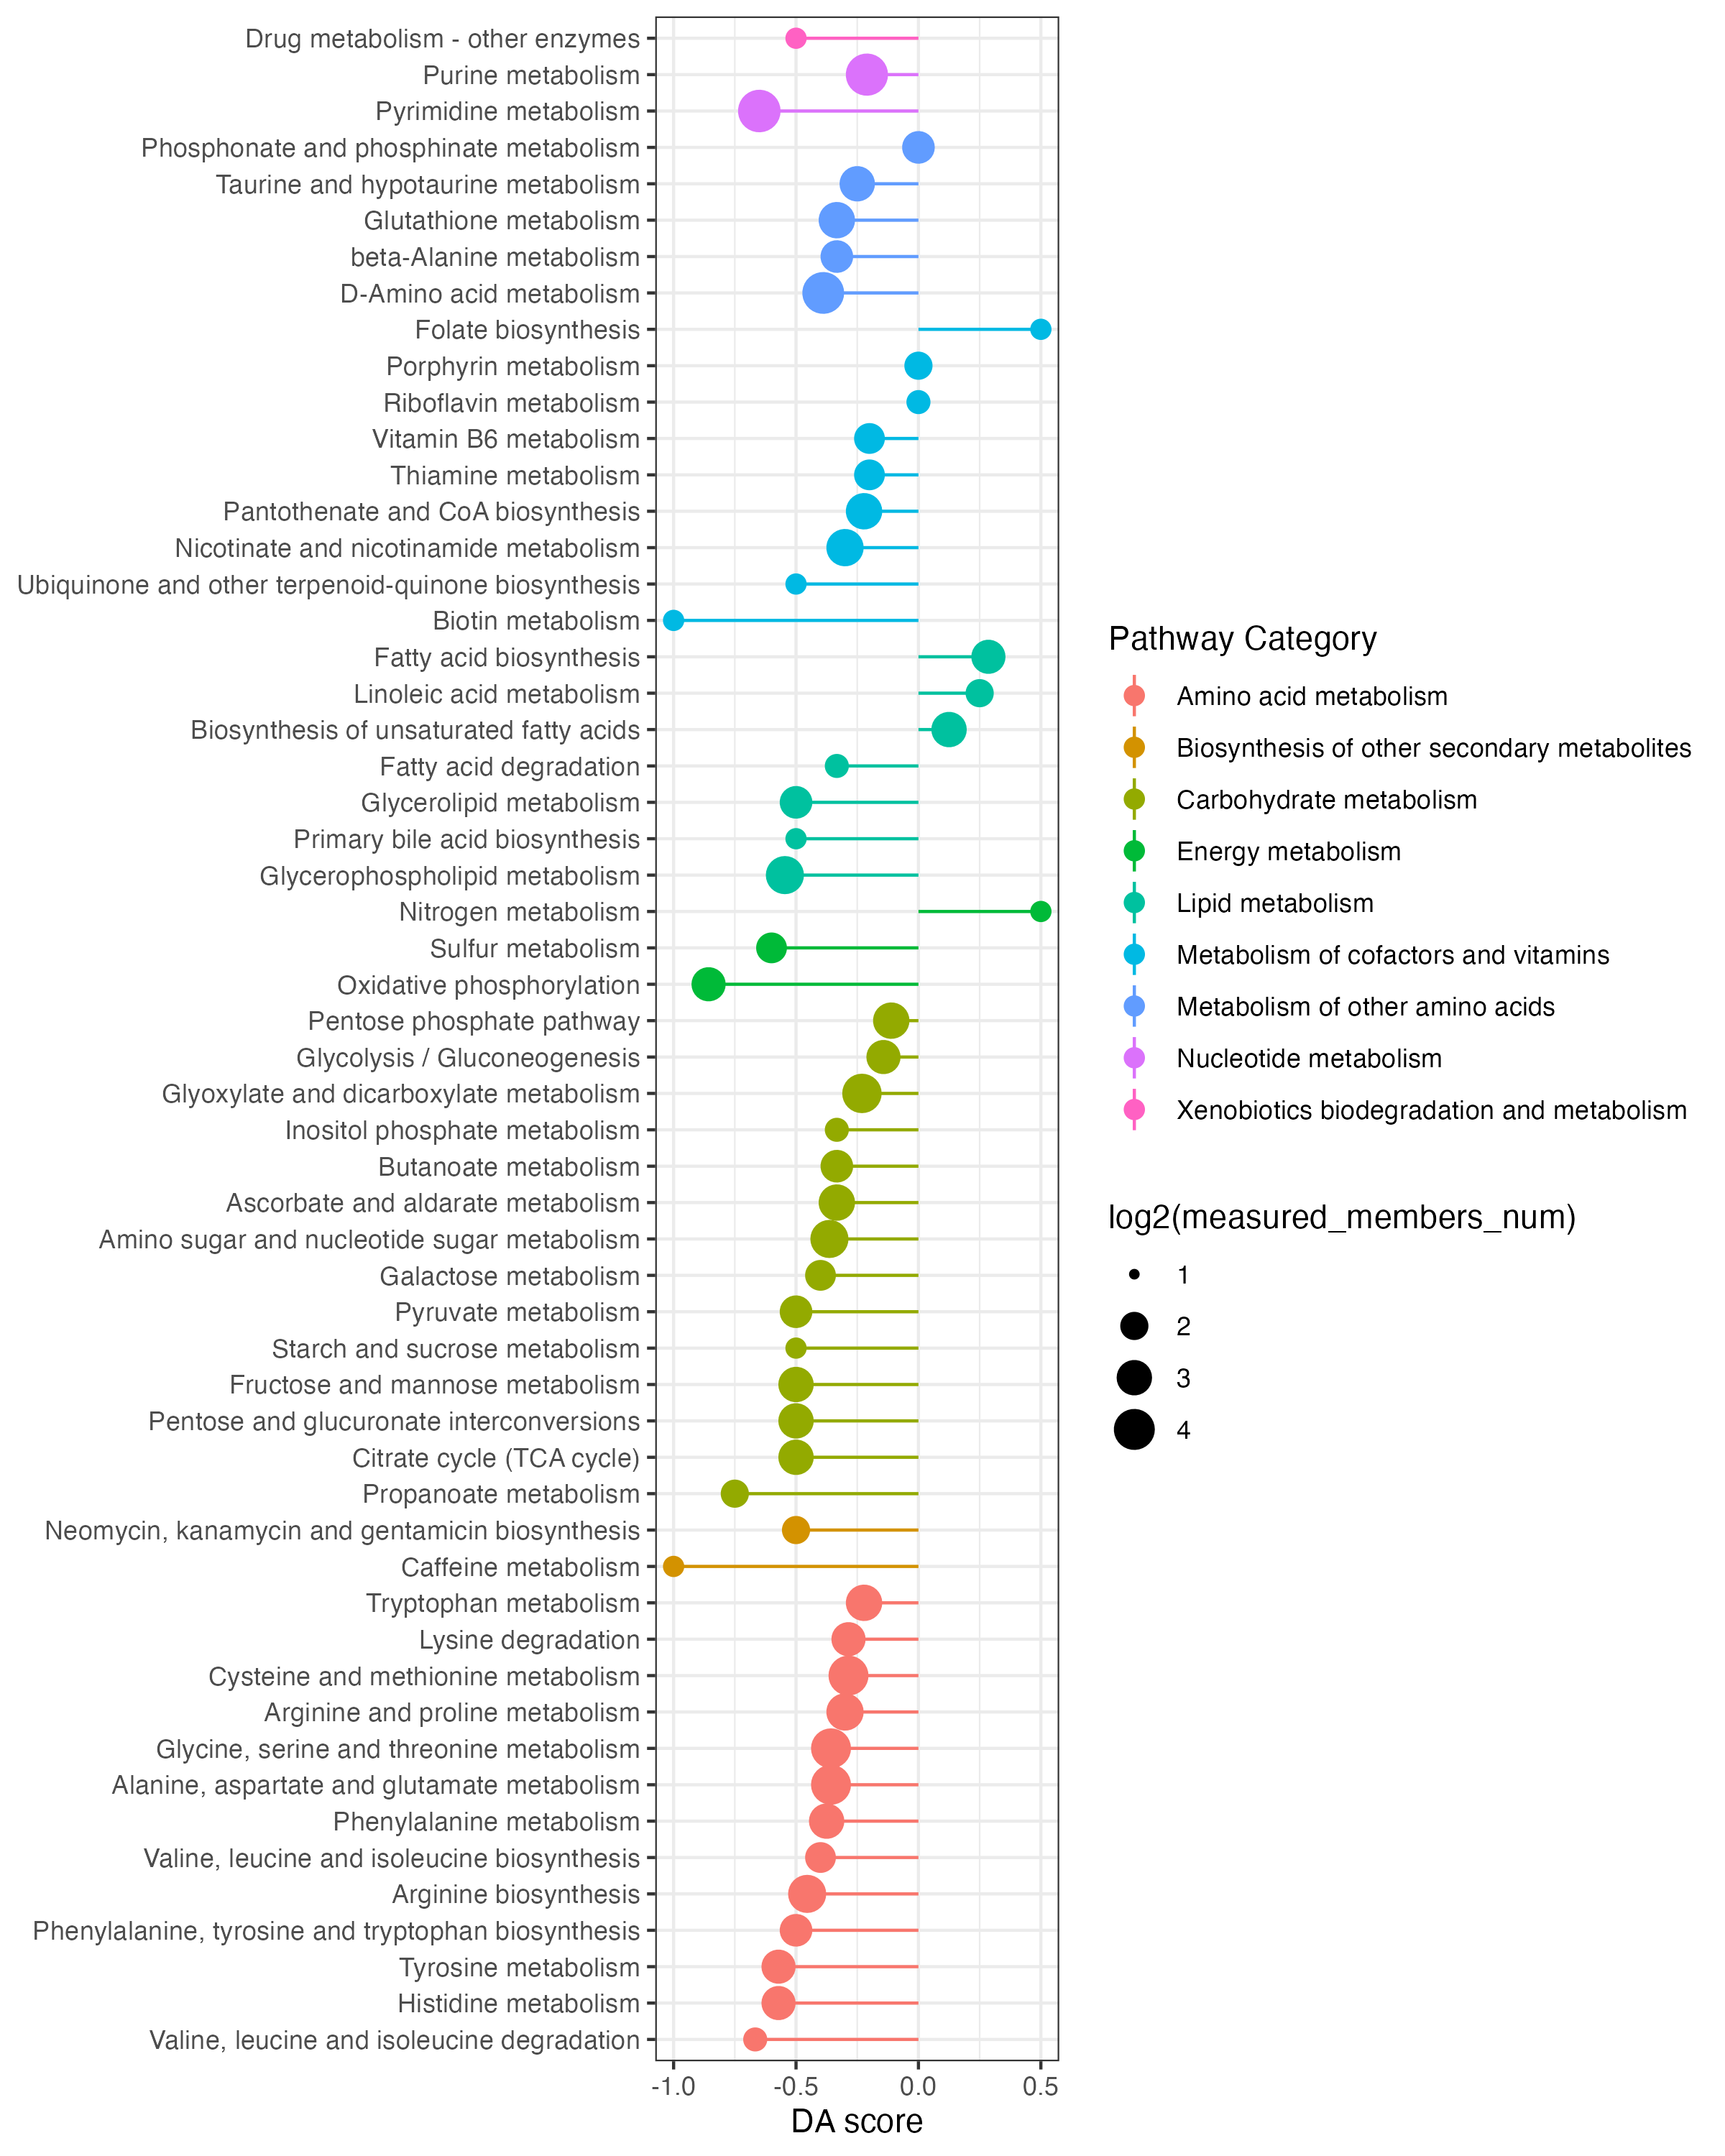 Drug metabolism - other enzymes
Purine metabolism
Pyrimidine metabolism
Phosphonate and phosphinate metabolism
Taurine and hypotaurine metabolism
Glutathione metabolism
beta-Alanine metabolism
D-Amino acid metabolism
Folate biosynthesis
Porphyrin metabolism
Riboflavin metabolism
Vitamin B6 metabolism
Thiamine metabolism
Pantothenate and CoA biosynthesis
Nicotinate and nicotinamide metabolism
Ubiquinone and other terpenoid-quinone biosynthesis
Biotin metabolism
Fatty acid biosynthesis
Linoleic acid metabolism
Biosynthesis of unsaturated fatty acids
Fatty acid degradation
Glycerolipid metabolism
Primary bile acid biosynthesis
Glycerophospholipid metabolism
Nitrogen metabolism
Sulfur metabolism
Oxidative phosphorylation
Pentose phosphate pathway
Glycolysis / Gluconeogenesis
Glyoxylate and dicarboxylate metabolism
Inositol phosphate metabolism
Butanoate metabolism
Ascorbate and aldarate metabolism
Amino sugar and nucleotide sugar metabolism
Galactose metabolism
Pyruvate metabolism
Starch and sucrose metabolism
Fructose and mannose metabolism
Pentose and glucuronate interconversions
Citrate cycle (TCA cycle)
Propanoate metabolism
Neomycin, kanamycin and gentamicin biosynthesis
Caffeine metabolism
Tryptophan metabolism
Lysine degradation
Cysteine and methionine metabolism
Arginine and proline metabolism
Glycine, serine and threonine metabolism
Alanine, aspartate and glutamate metabolism
Phenylalanine metabolism
Valine, leucine and isoleucine biosynthesis
Arginine biosynthesis
Phenylalanine, tyrosine and tryptophan biosynthesis
Tyrosine metabolism
Histidine metabolism
Valine, leucine and isoleucine degradation
-1.0 -0.5 0.0 0.5
DA score
Pathway Category
Amino acid metabolism
Biosynthesis of other secondary metabolites
Carbohydrate metabolism
Energy metabolism
Lipid metabolism
Metabolism of cofactors and vitamins
Metabolism of other amino acids
Nucleotide metabolism
Xenobiotics biodegradation and metabolism
log2(measured_members_num)
1
2
3
4